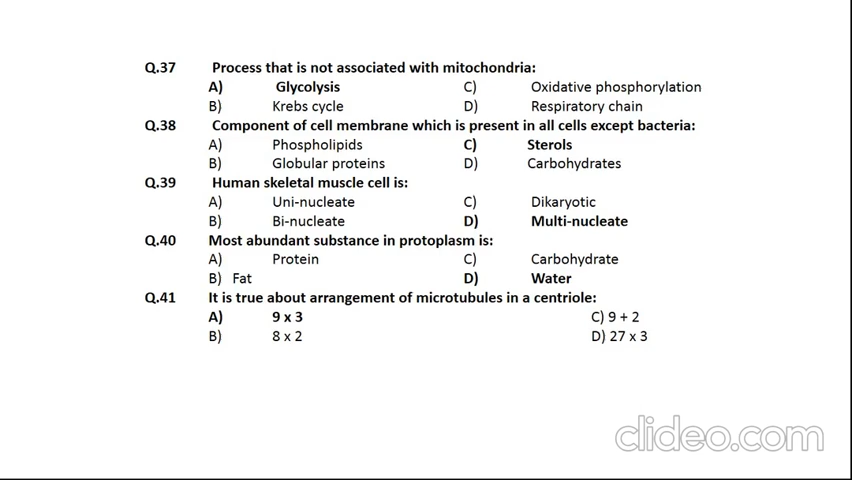 Q.37 Process that is not associated with mitochondria:
A) Glycolysis C) Oxidative phosphorylation
B) Krebs cycle D) Respiratory chain
Q.38 Component of cell membrane which is present in all cells except bacteria:
A) Phospholipids C) Sterols
B) Globular proteins D) Carbohydrates
Q.39 Human skeletal muscle cell is:
A) Uni-nucleate C) Dikaryotic
B) Bi-nucleate D) Multi-nucleate
Q.40 Most abundant substance in protoplasm is:
A) Protein C) Carbohydrate
B) Fat D) Water
Q.41 It is true about arrangement of microtubules in a centriole:
A) 9 x 3 C) 9 + 2
B) 8 x 2 D) 27 x 3
clideo.com